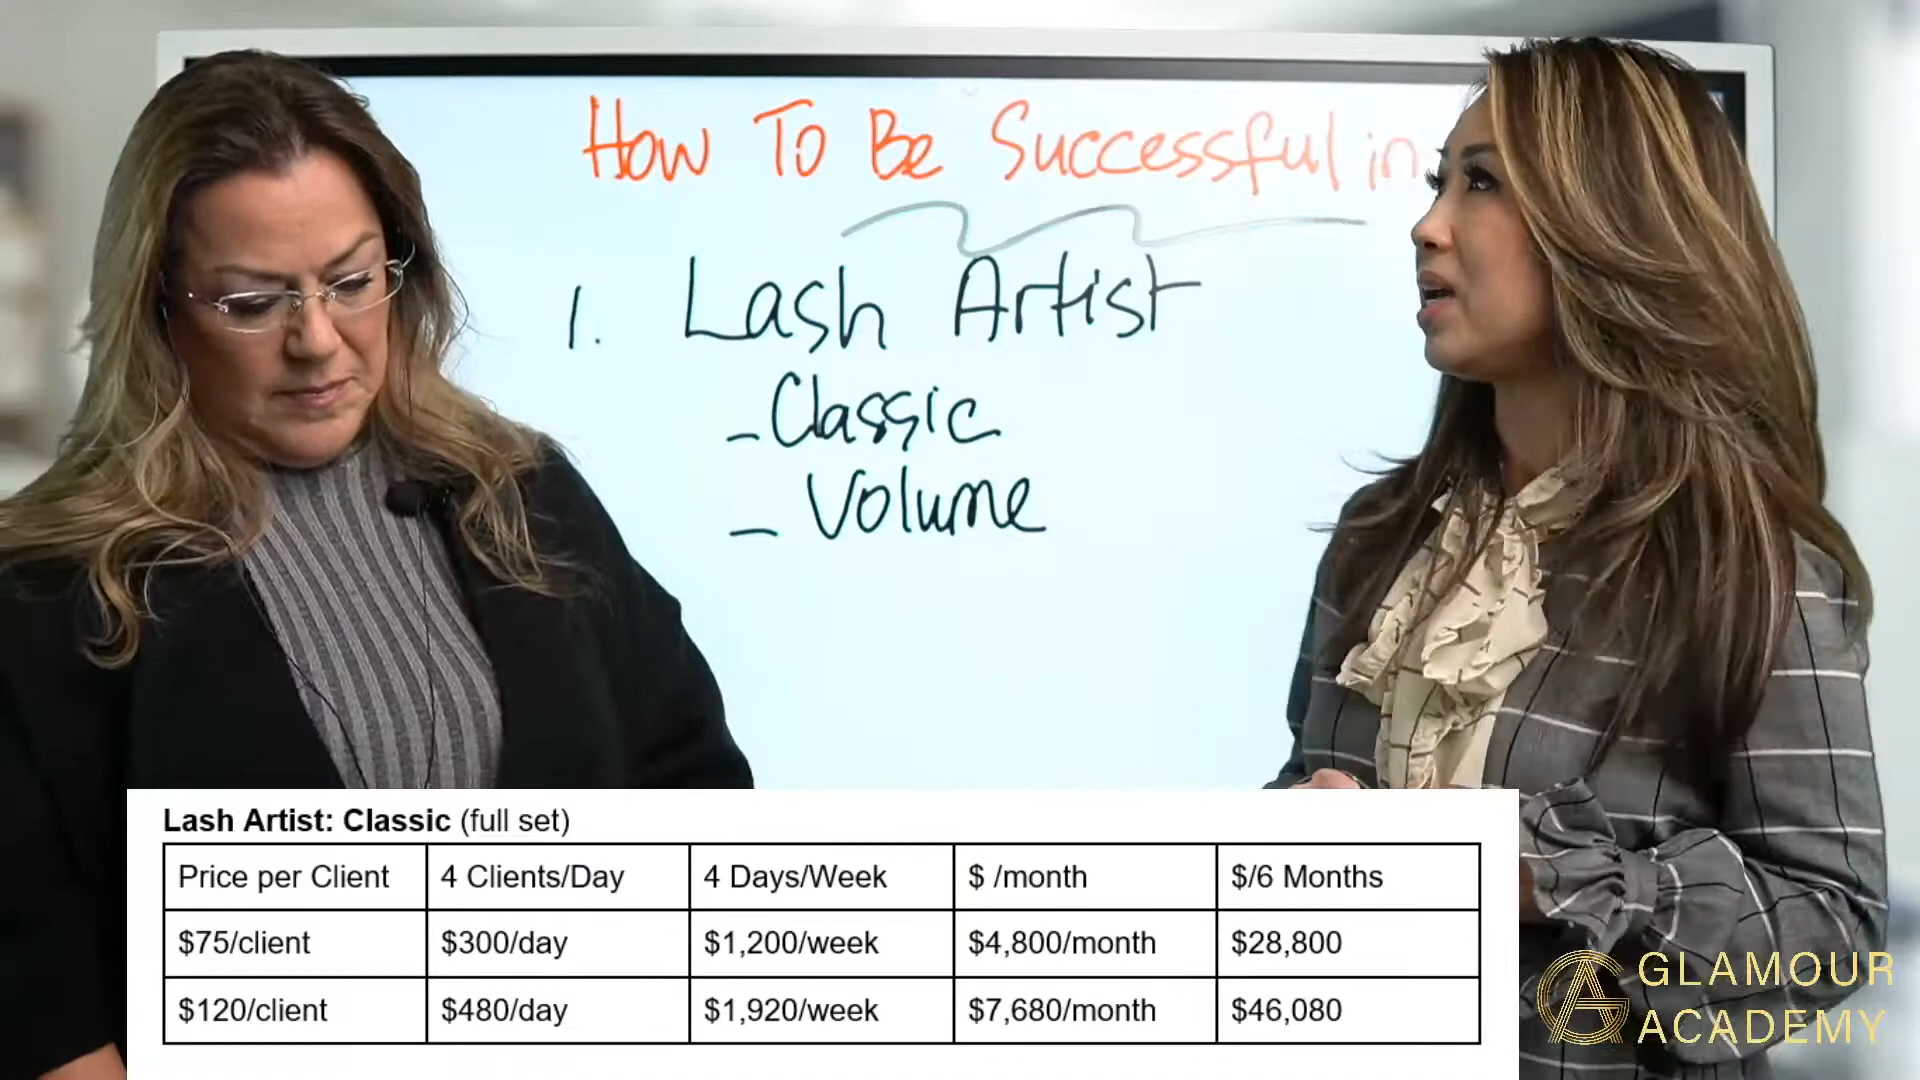 How To Be Successful in
1. Lash Artist
- Classic
- Volume
Lash Artist: Classic (full set)
Price per Client 4 Clients/Day 4 Days/Week $ /month $/6 Months
$75/client $300/day $1,200/week $4,800/month $28,800
$120/client $480/day $1,920/week $7,680/month $46,080
GLAMOUR
ACADEMY